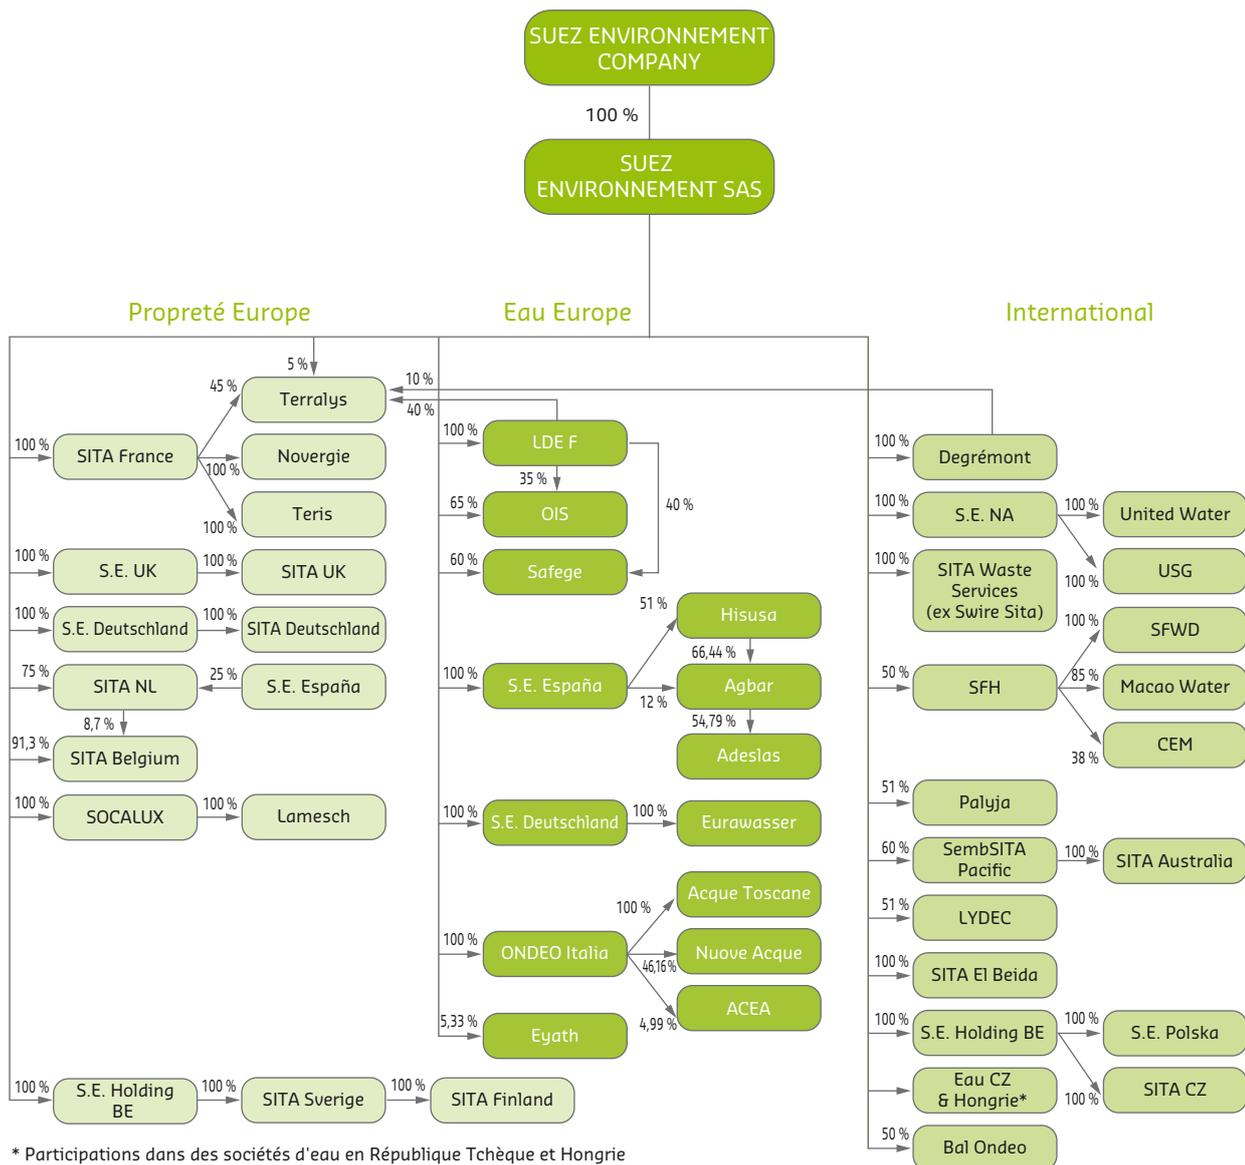 SUEZ ENVIRONNEMENT
COMPANY
100 %
SUEZ
ENVIRONNEMENT SAS
Propreté Europe
Eau Europe
International
5 %
45 %
Terralys
10 %
40 %
100 %
SITA France
100 %
Novergie
100 %
Teris
100 %
S.E. UK
100 %
SITA UK
100 %
S.E. Deutschland
100 %
SITA Deutschland
75 %
SITA NL
25 %
S.E. España
8,7 %
91,3 %
SITA Belgium
100 %
SOCALUX
100 %
Lamesch
100 %
S.E. Holding
BE
100 %
SITA Sverige
100 %
SITA Finland
100 %
LDE F
35 %
40 %
65 %
OIS
60 %
Safege
51 %
Hisusa
66,44 %
100 %
S.E. España
12 %
Agbar
54,79 %
Adeslas
100 %
S.E. Deutschland
100 %
Eurawasser
100 %
Acque Toscane
100 %
ONDEO Italia
46,16%
Nuove Acque
4,99 %
ACEA
5,33 %
Eyath
100 %
Degrémont
100 %
S.E. NA
100 %
United Water
100 %
USG
100 %
SITA Waste
Services
(ex Swire Sita)
100 %
SFWD
50 %
SFH
85 %
Macao Water
38 %
CEM
51 %
Palyja
60 %
SembSITA
Pacific
100 %
SITA Australia
51 %
LYDEC
100 %
SITA El Beida
100 %
S.E. Holding BE
100 %
S.E. Polska
Eau CZ
& Hongrie*
100 %
SITA CZ
50 %
Bal Ondeo
* Participations dans des sociétés d'eau en République Tchèque et Hongrie